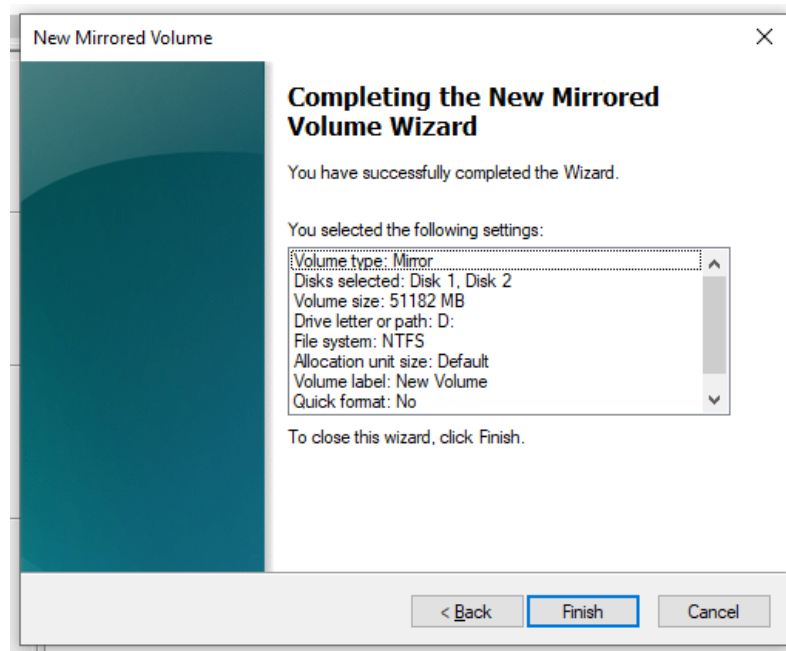 New Mirrored Volume
Completing the New Mirrored
Volume Wizard
You have successfully completed the Wizard.
You selected the following settings:
Volume type: Mirror
Disks selected: Disk 1, Disk 2
Volume size: 51182 MB
Drive letter or path: D:
File system: NTFS
Allocation unit size: Default
Volume label: New Volume
Quick format: No
To close this wizard, click Finish.
< Back Finish Cancel